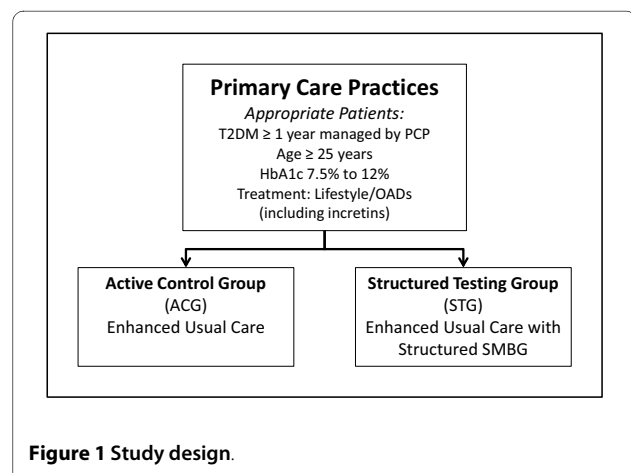 Primary Care Practices
Appropriate Patients:
T2DM ≥ 1 year managed by PCP
Age ≥ 25 years
HbA1c 7.5% to 12%
Treatment: Lifestyle/OADs
(including incretins)
Active Control Group
(ACG)
Enhanced Usual Care
Structured Testing Group
(STG)
Enhanced Usual Care with
Structured SMBG
Figure 1 Study design.